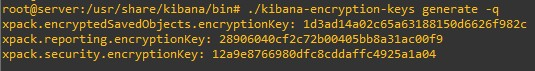 root@server:/usr/share/kibana/bin# ./kibana-encryption-keys generate -q
xpack.encryptedSavedObjects.encryptionKey: 1d3ad14a02c65a63188150d6626f982c
xpack.reporting.encryptionKey: 28906040cf2c72b00405bb8a31ac00f9
xpack.security.encryptionKey: 12a9e8766980dfc8cddaffc4925a1a04